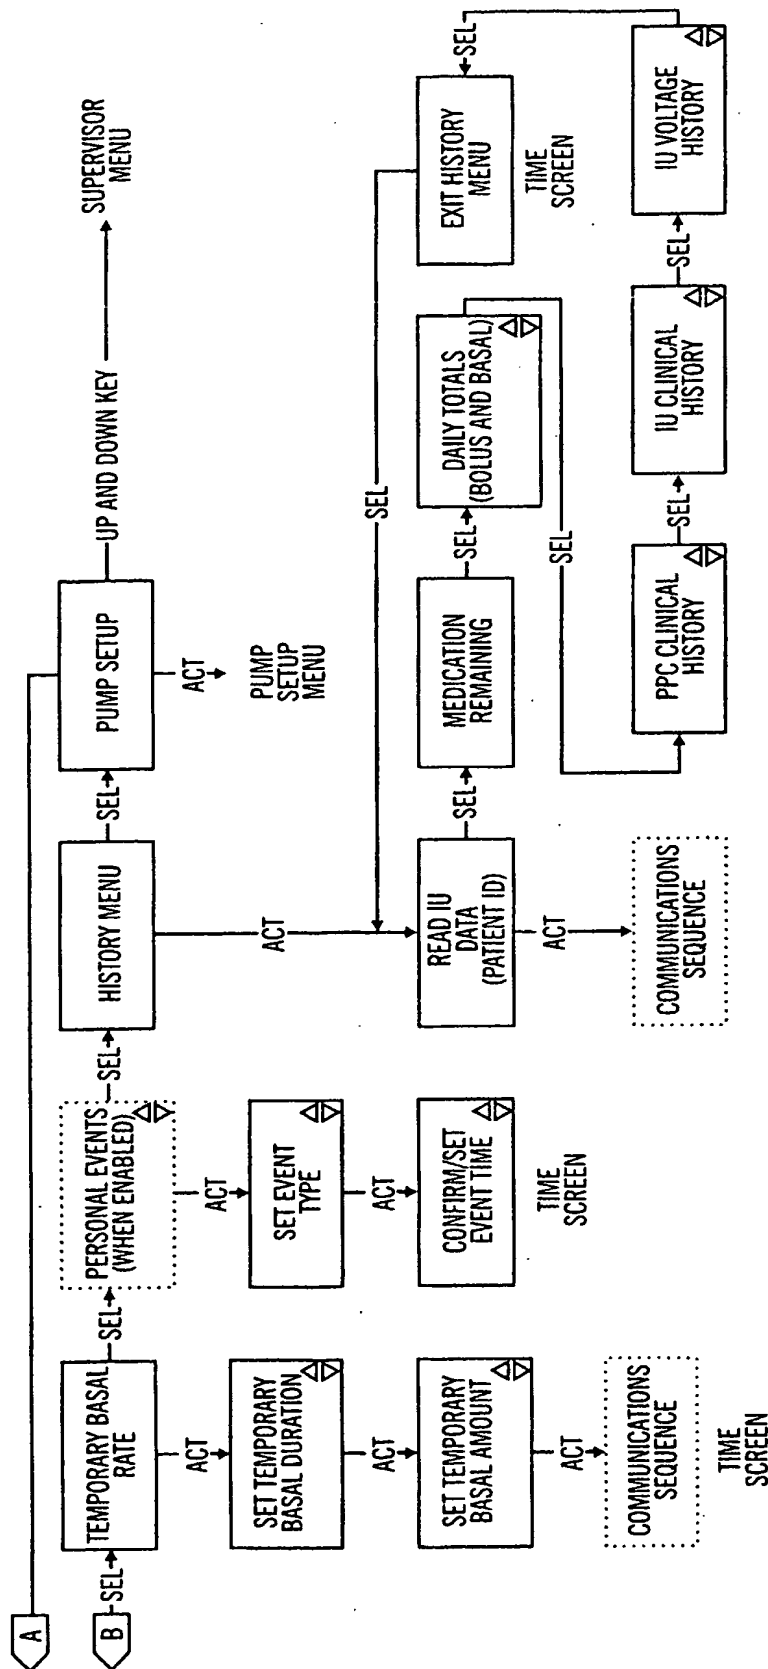 A
B
SEL
TEMPORARY BASAL
RATE
SEL
PERSONAL EVENTS
(WHEN ENABLED)
SEL
HISTORY MENU
SEL
PUMP SETUP
UP AND DOWN KEY
SUPERVISOR
MENU
ACT
SET TEMPORARY
BASAL DURATION
ACT
SET TEMPORARY
BASAL AMOUNT
ACT
COMMUNICATIONS
SEQUENCE
TIME
SCREEN
ACT
SET EVENT
TYPE
ACT
CONFIRM/SET
EVENT TIME
TIME
SCREEN
ACT
ACT
PUMP
SETUP
MENU
SEL
READ IU
DATA
(PATIENT ID)
SEL
MEDICATION
REMAINING
SEL
DAILY TOTALS
(BOLUS AND BASAL)
EXIT HISTORY
MENU
TIME
SCREEN
SEL
ACT
COMMUNICATIONS
SEQUENCE
SEL
PPC CLINICAL
HISTORY
SEL
IU CLINICAL
HISTORY
SEL
IU VOLTAGE
HISTORY